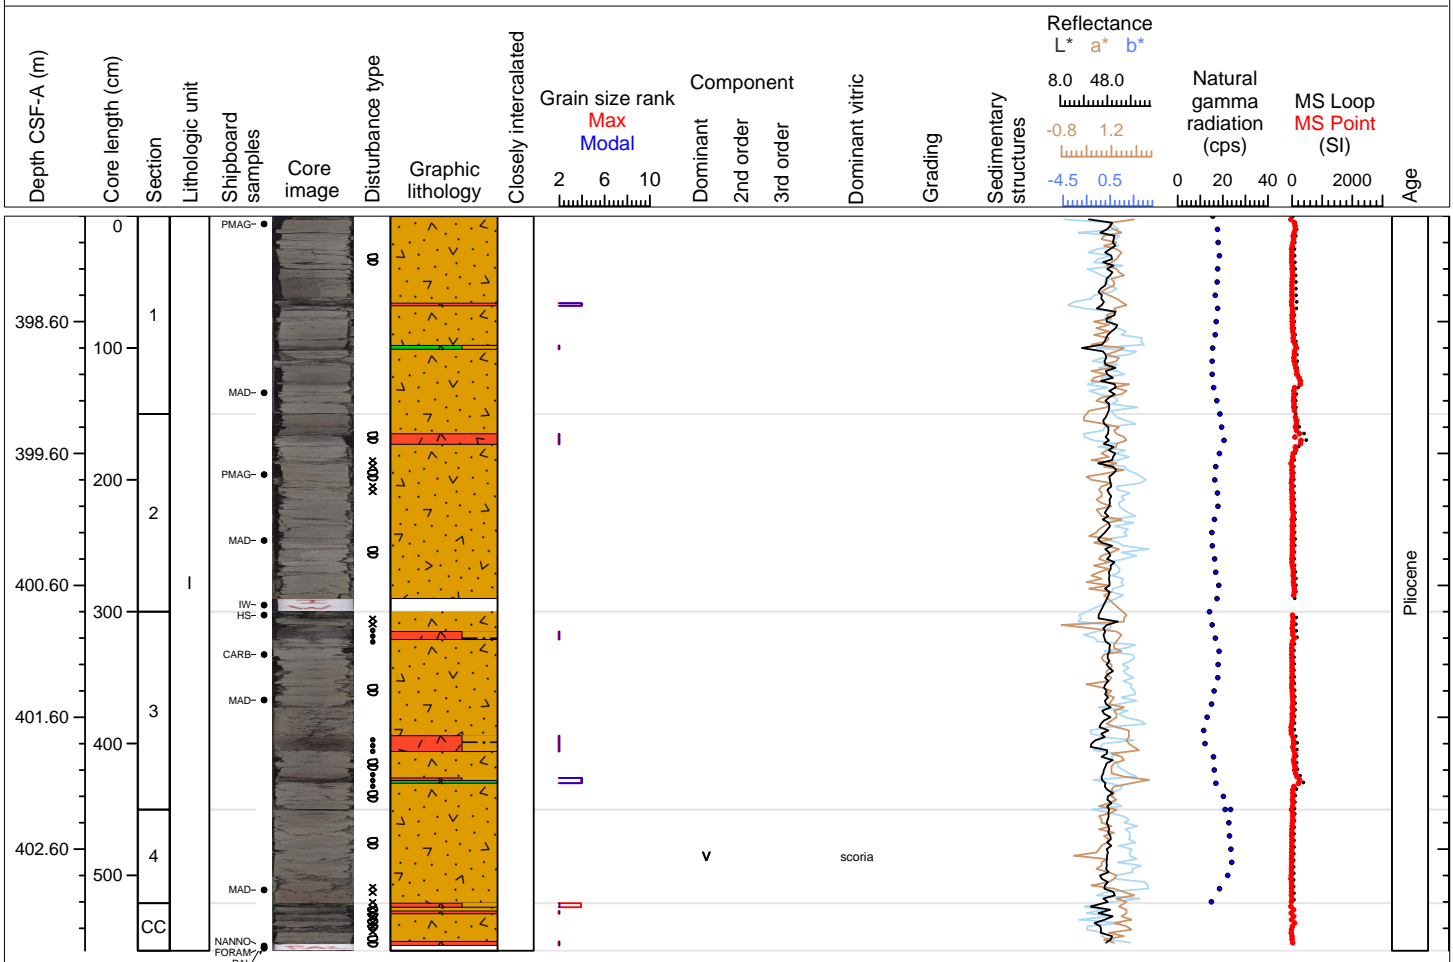 Depth CSF-A (m)
Core length (cm)
Section
Lithologic unit
Shipboard
samples
Core
image
Disturbance type
Graphic
lithology
Closely intercalated
Grain size rank
Max
Modal
2 6 10
Component
Dominant
2nd order
3rd order
Dominant vitric
Grading
Sedimentary
structures
Reflectance
L* a* b*
8.0 48.0
-0.8 1.2
-4.5 0.5
Natural
gamma
radiation
(cps)
0 20 40
MS Loop
MS Point
(SI)
0 2000
Age
0
PMAG
1
398.60
100
MAD
399.60
PMAG
200
2
MAD
I
Pliocene
400.60
IW
300
HS
CARB
MAD
3
401.60
400
402.60
4
V
scoria
500
MAD
CC
NANNO
FORAM